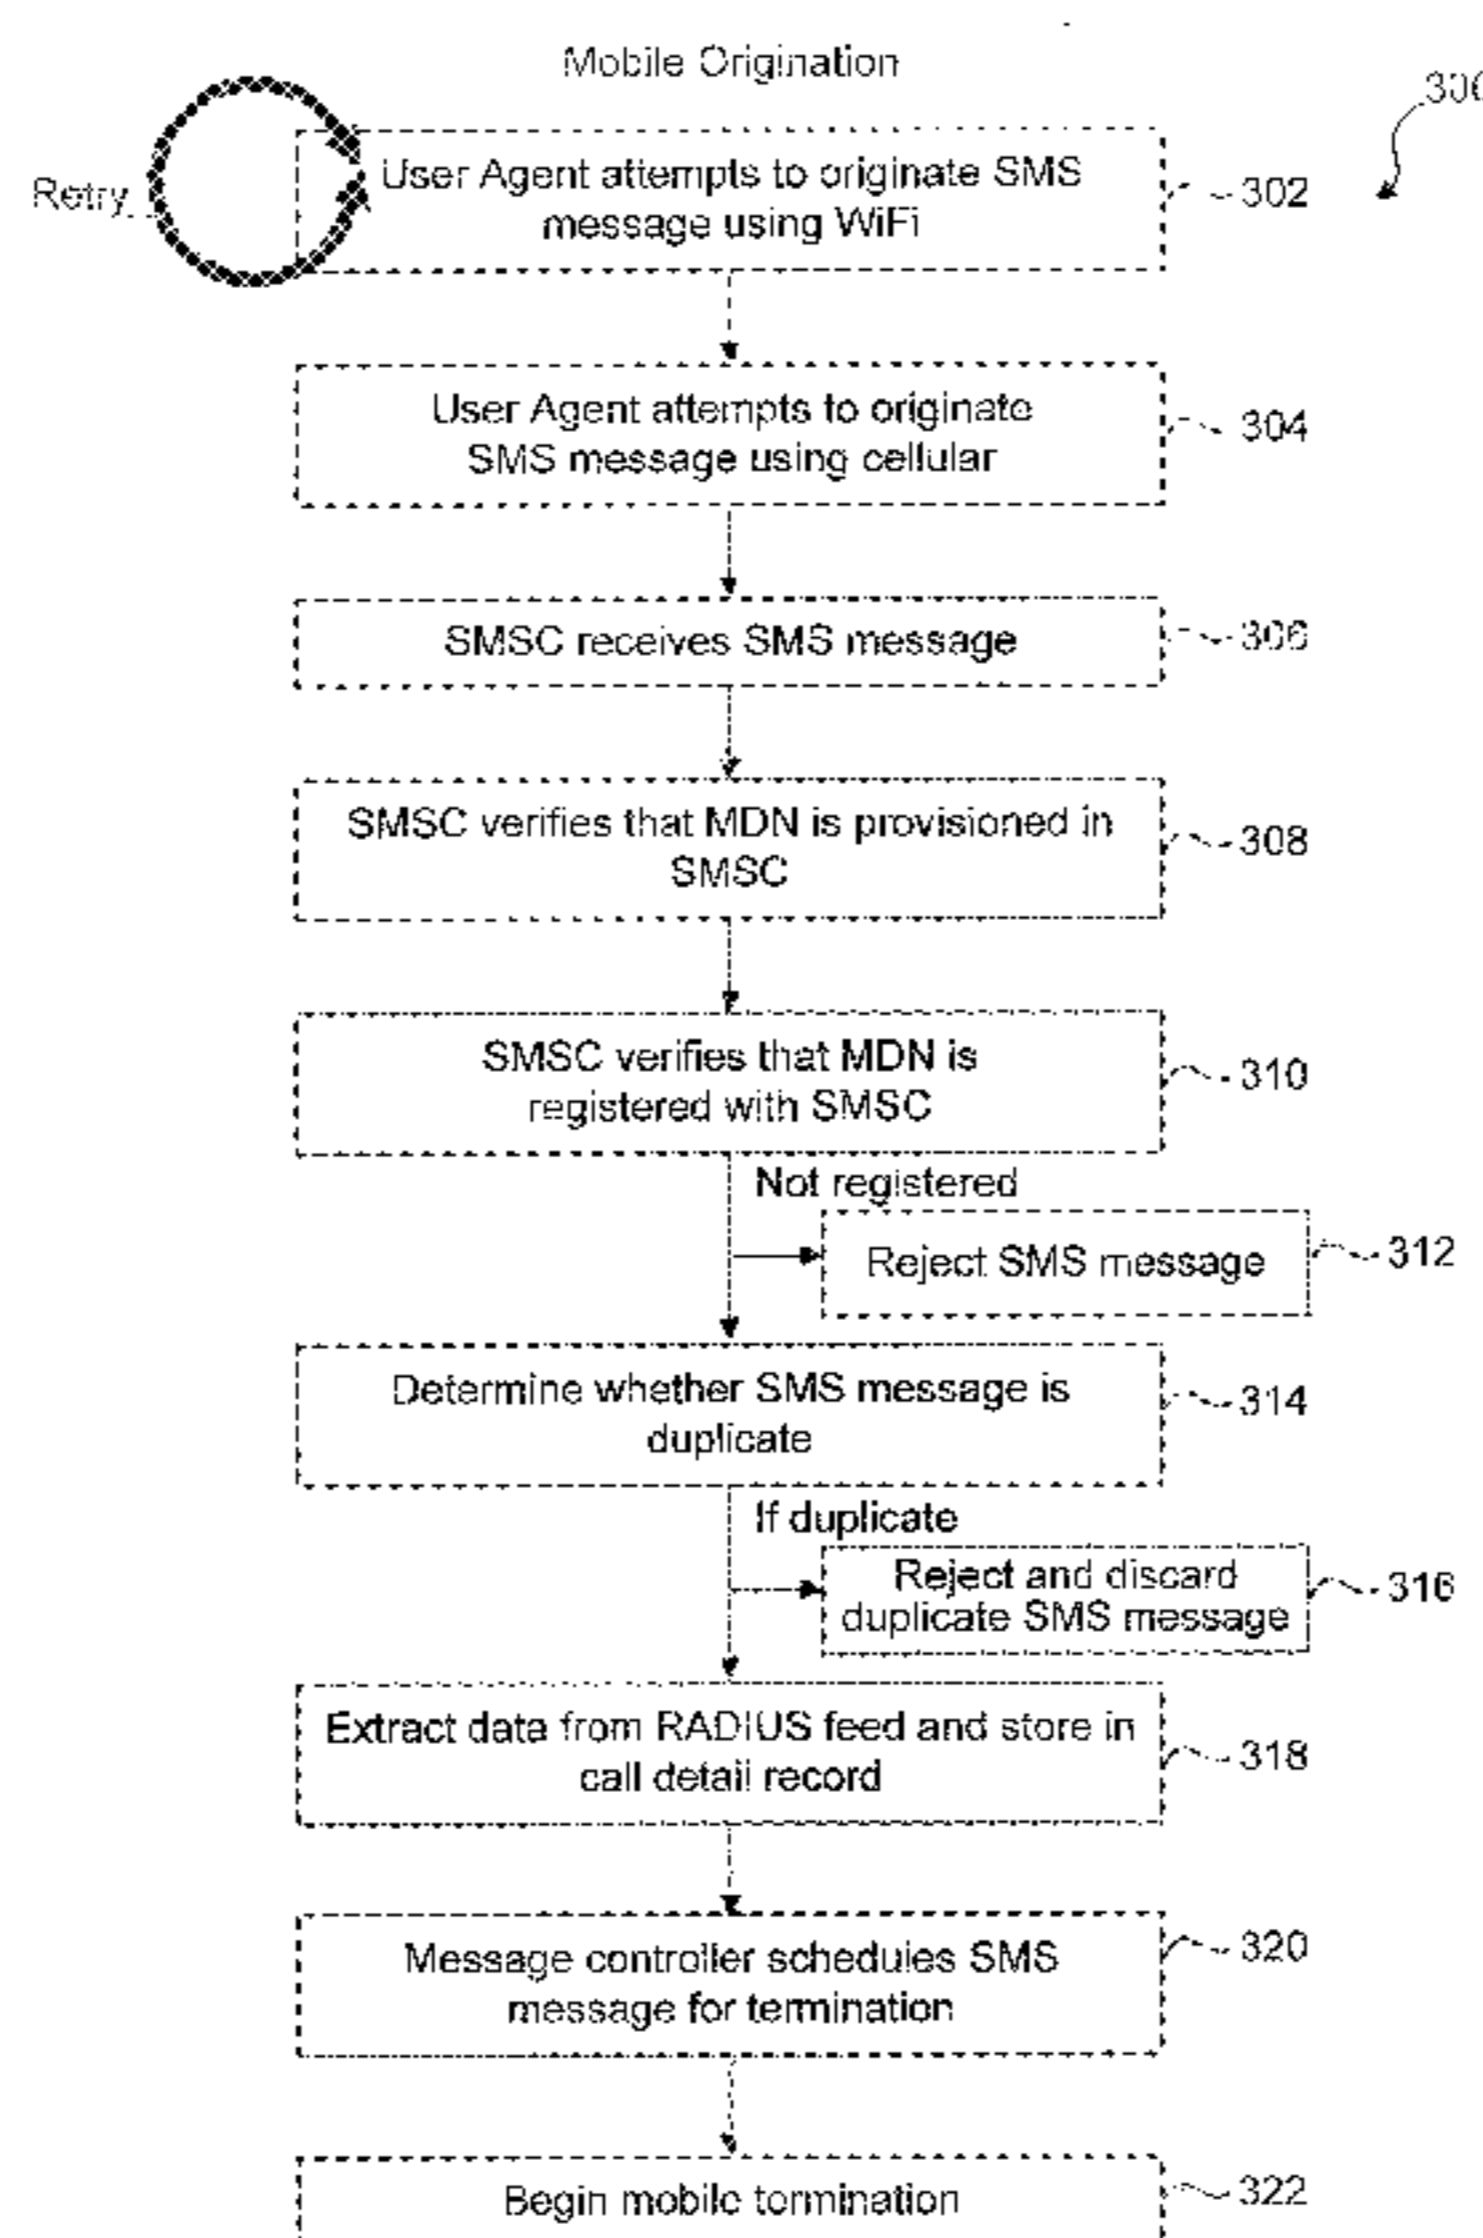 Mobile Origination
Retry
User Agent attempts to originate SMS
message using WiFi
302
User Agent attempts to originate
SMS message using cellular
304
SMSC receives SMS message
306
SMSC verifies that MDN is provisioned in
SMSC
308
SMSC verifies that MDN is
registered with SMSC
310
Not registered
Reject SMS message
312
Determine whether SMS message is
duplicate
314
If duplicate
Reject and discard
duplicate SMS message
316
Extract data from RADIUS feed and store in
call detail record
318
Message controller schedules SMS
message for termination
320
Begin mobile termination
322